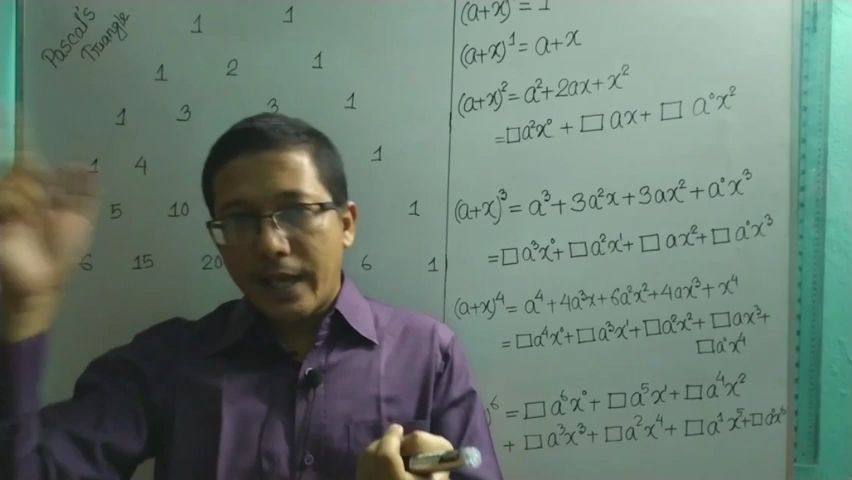 Pascal's
Triangle
1 1
1 2 1
1 3 3 1
1 4 1
5 10 1
6 15 20 6 1
(a+x) = 1
(a+x)¹ = a+x
(a+x)² = a²+2ax+x²
= □a²x⁰ + □ ax + □ a⁰x²
(a+x)³ = a³+3a²x+3ax²+a⁰x³
= □a³x⁰+□a²x¹+□ ax²+□a⁰x³
(a+x)⁴ = a⁴+4a³x+6a²x²+4ax³+x⁴
= □a⁴x⁰+□a³x¹+□a²x²+□ax³+
□a⁰x⁴
)⁶ = □a⁶x⁰+□a⁵x¹+□a⁴x²
+ □a³x³+□a²x⁴+□a¹x⁵+□a⁰x⁶